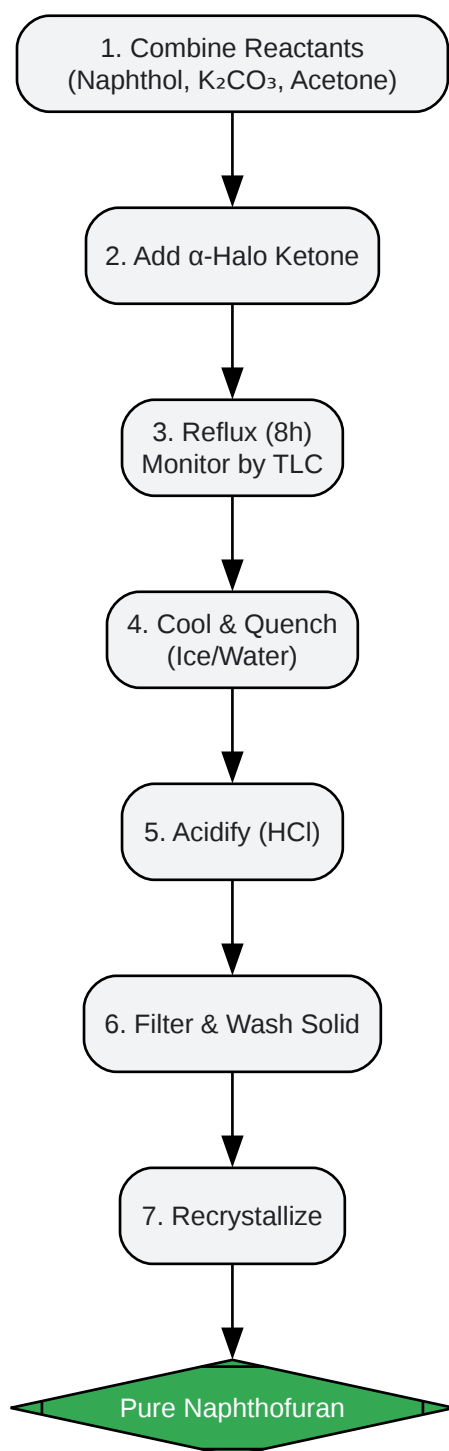 1. Combine Reactants
(Naphthol, K₂CO₃, Acetone)
2. Add α-Halo Ketone
3. Reflux (8h)
Monitor by TLC
4. Cool & Quench
(Ice/Water)
5. Acidify (HCl)
6. Filter & Wash Solid
7. Recrystallize
Pure Naphthofuran